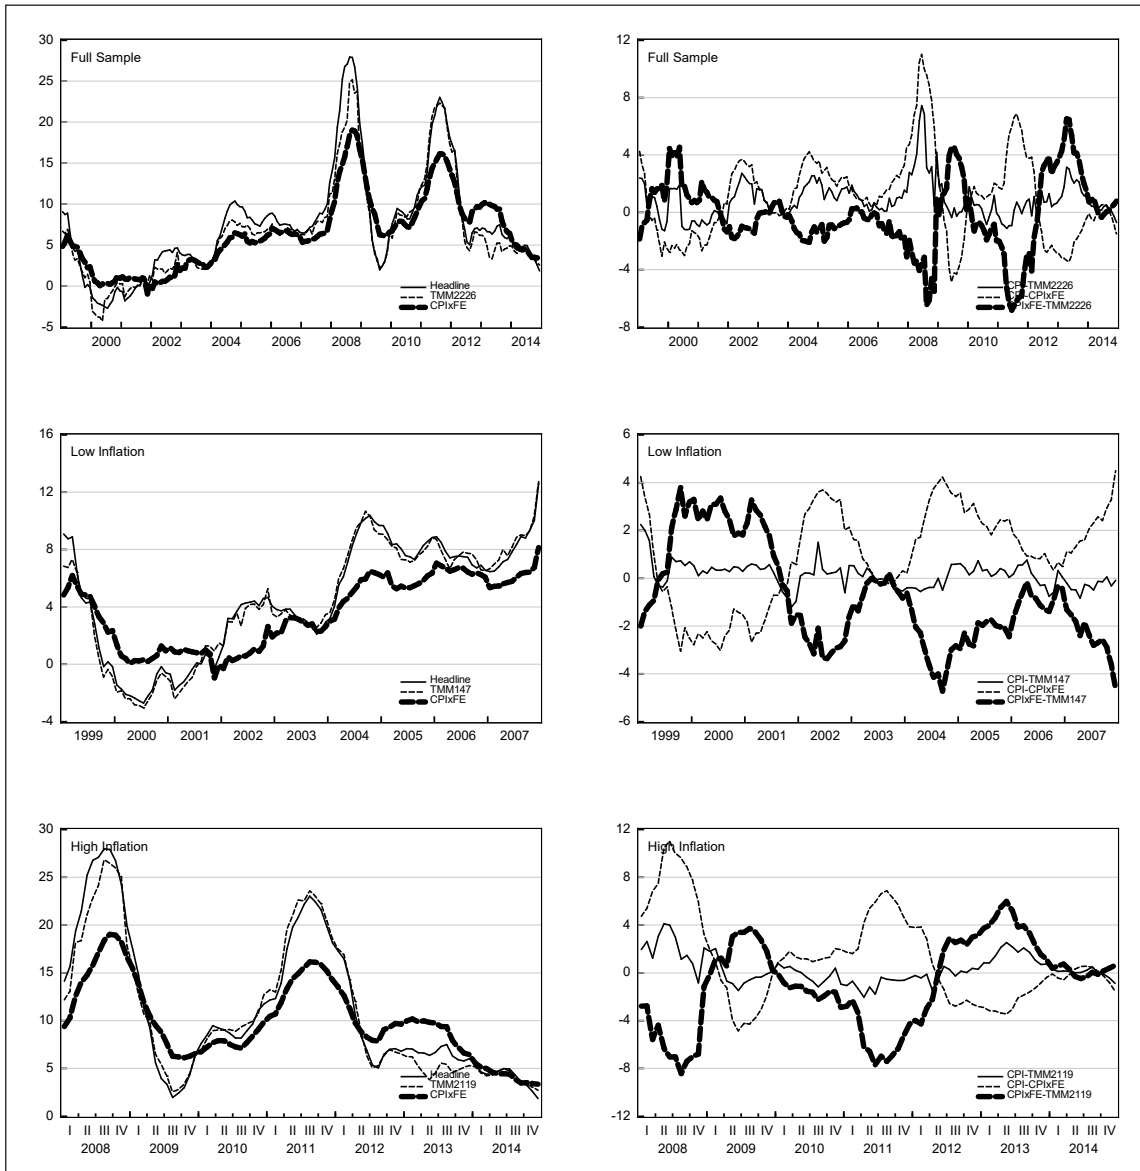 Full Sample
30
25
20
15
10
5
0
-5
Headline
TMM2226
CPIxFE
2000 2002 2004 2006 2008 2010 2012 2014
Full Sample
12
8
4
0
-4
-8
CPI-TMM2226
CPI-CPIxFE
CPIxFE-TMM2226
2000 2002 2004 2006 2008 2010 2012 2014
Low Inflation
16
12
8
4
0
-4
Headline
TMM147
CPIxFE
1999 2000 2001 2002 2003 2004 2005 2006 2007
Low Inflation
6
4
2
0
-2
-4
-6
CPI-TMM147
CPI-CPIxFE
CPIxFE-TMM147
1999 2000 2001 2002 2003 2004 2005 2006 2007
High Inflation
30
25
20
15
10
5
0
Headline
TMM2119
CPIxFE
I II III IV I II III IV I II III IV I II III IV I II III IV I II III IV I II III IV
2008 2009 2010 2011 2012 2013 2014
High Inflation
12
8
4
0
-4
-8
-12
CPI-TMM2119
CPI-CPIxFE
CPIxFE-TMM2119
I II III IV I II III IV I II III IV I II III IV I II III IV I II III IV I II III IV
2008 2009 2010 2011 2012 2013 2014